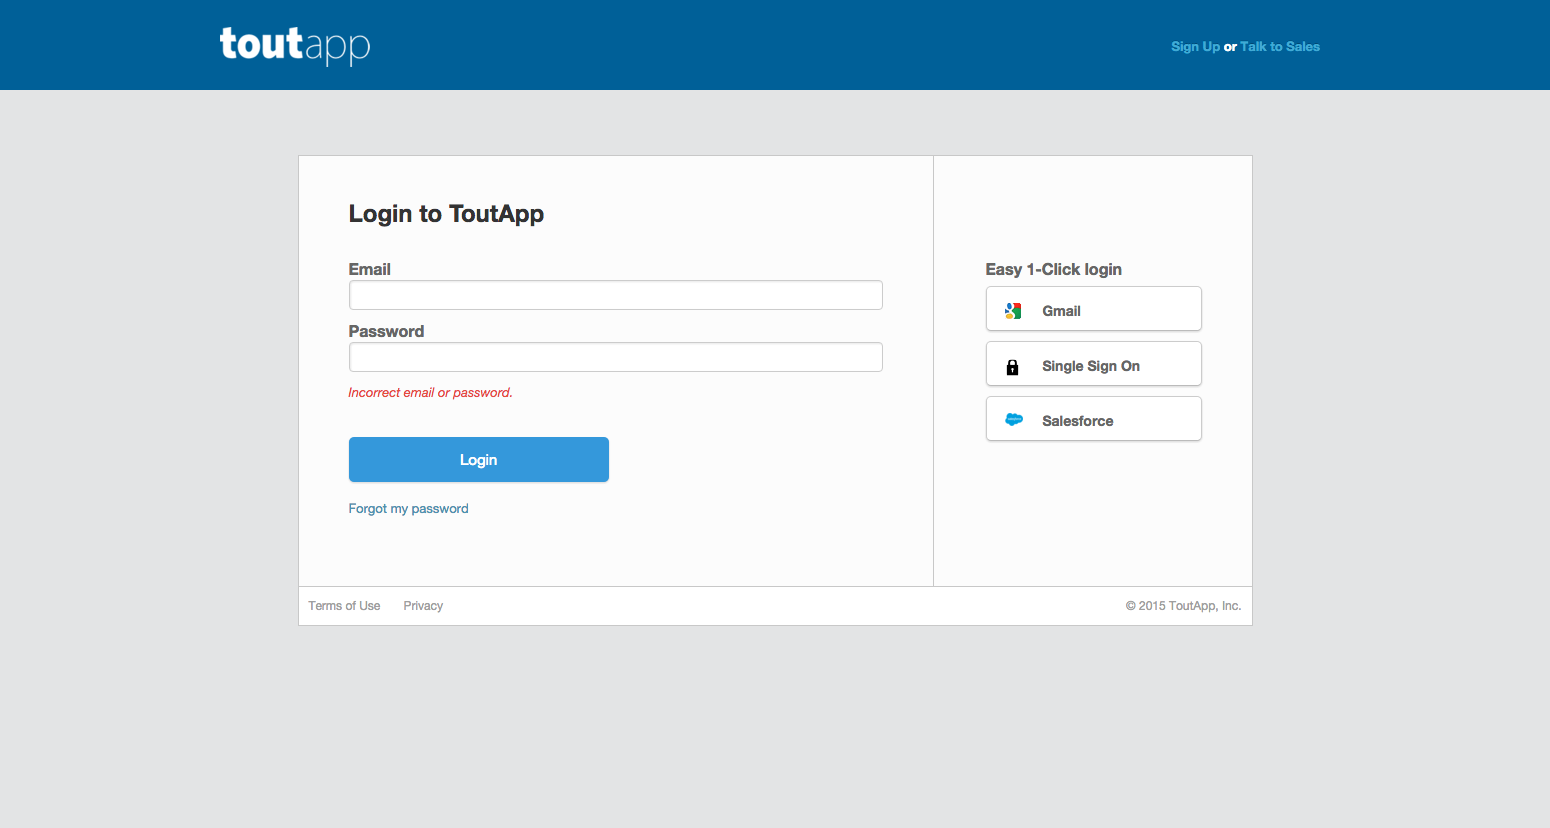 toutapp
Sign Up or Talk to Sales
Login to ToutApp
Email
Password
Incorrect email or password.
Login
Forgot my password
Easy 1-Click login
Gmail
Single Sign On
Salesforce
Terms of Use Privacy
© 2015 ToutApp, Inc.